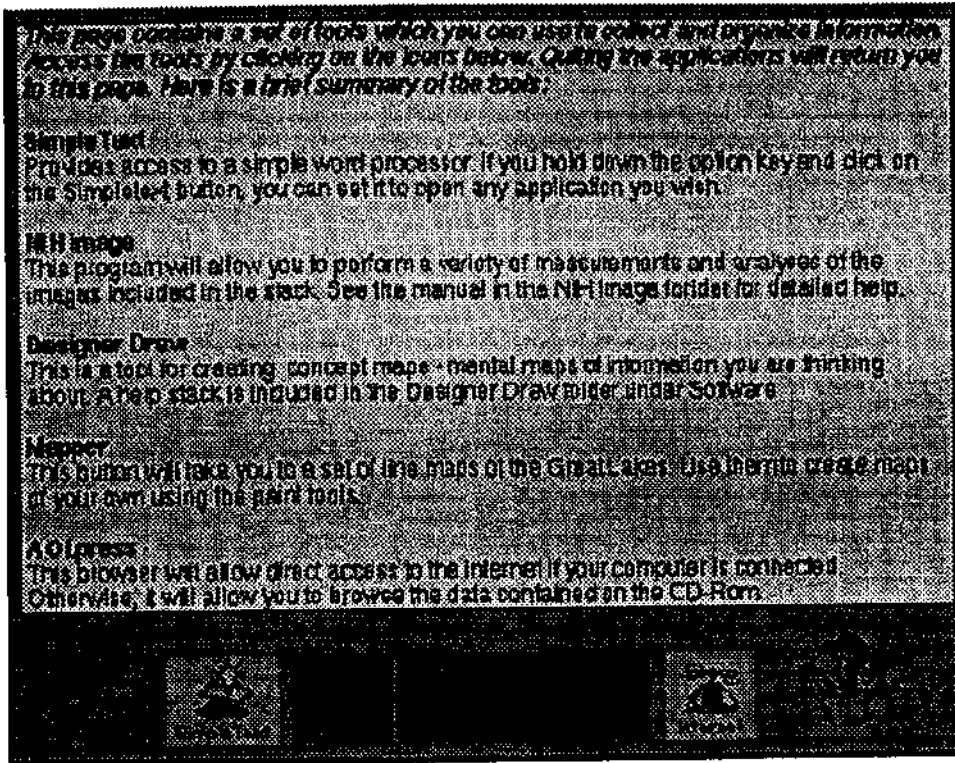 This page contains a set of tools which you can use to collect and organize information.
Access the tools by clicking on the icons below. Quiting the applications will return you
to this page. Here is a brief summary of the tools:
SimpleText
Provides access to a simple word processor. If you hold down the option key and click on
the Simpletext button, you can set it to open any application you wish.
NIH Image
This program will allow you to perform a variety of measurements and analyses of the
images included in the stack. See the manual in the NIH Image folder for detailed help.
Designer Draw
This is a tool for creating concept maps - mental maps of information you are thinking
about. A help stack is included in the Designer Draw folder under Software
Mapper
This button will take you to a set of line maps of the Great Lakes. Use them to create maps
of your own using the paint tools.
AOLpress
This browser will allow direct access to the Internet if your computer is connected
Otherwise, it will allow you to browse the data contained on the CD-Rom